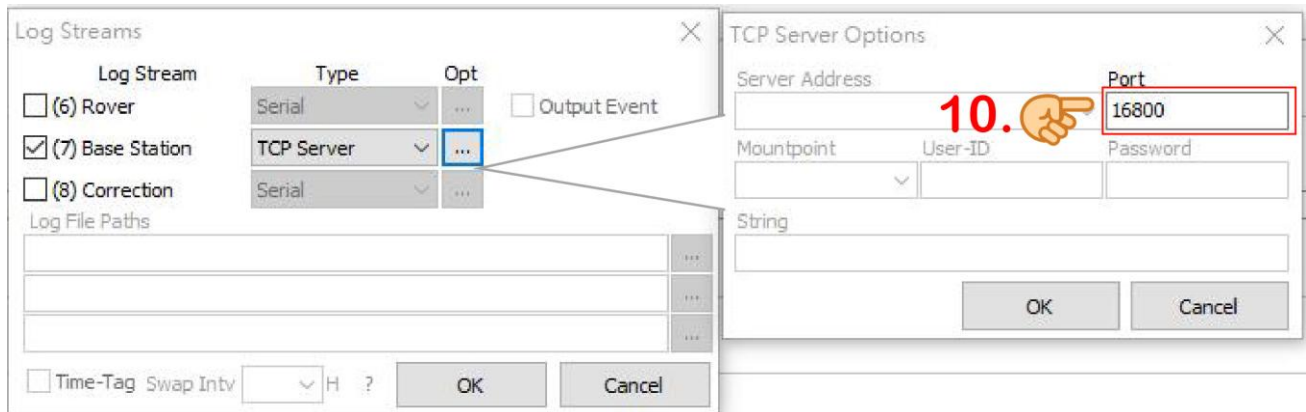 Log Streams
Log Stream Type Opt
(6) Rover Serial ... Output Event
(7) Base Station TCP Server ...
(8) Correction Serial ...
Log File Paths
...
...
...
Time-Tag Swap Intv H ? OK Cancel
TCP Server Options
Server Address Port
10. 16800
Mountpoint User-ID Password
String
OK Cancel